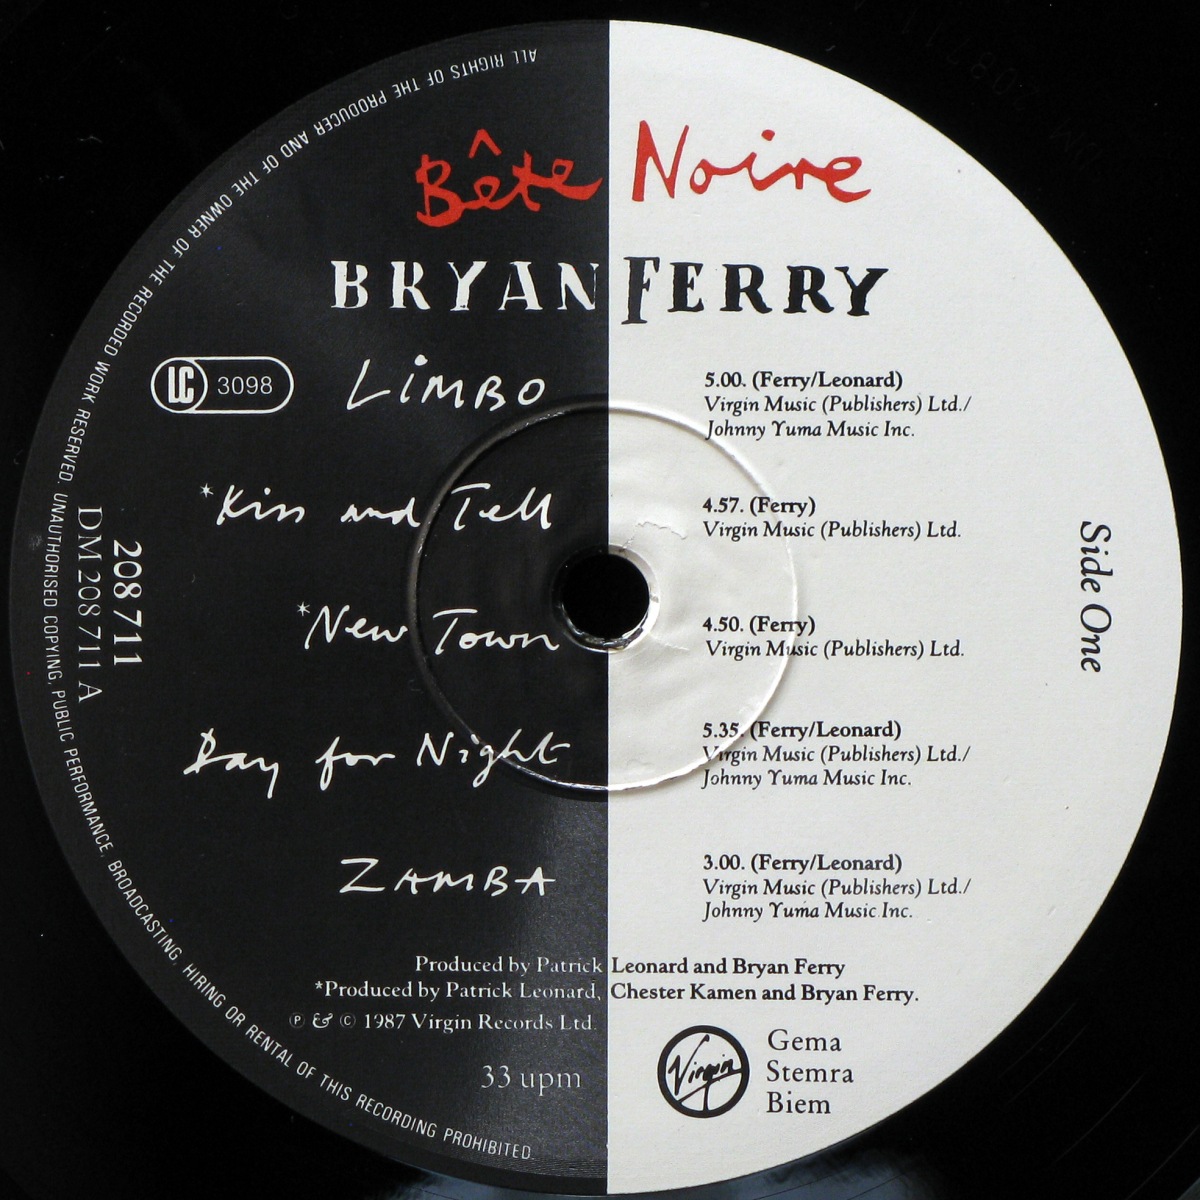 ALL RIGHTS OF THE PRODUCER AND OF THE OWNER OF THE RECORDED WORK RESERVED. UNAUTHORISED COPYING, PUBLIC PERFORMANCE, BROADCASTING, HIRING OR RENTAL OF THIS RECORDING PROHIBITED.
Bête Noire
BRYAN FERRY
LC 3098
LiMBO
5.00. (Ferry/Leonard)
Virgin Music (Publishers) Ltd./
Johnny Yuma Music Inc.
*Kiss and Tell
4.57. (Ferry)
Virgin Music (Publishers) Ltd.
*New Town
4.50. (Ferry)
Virgin Music (Publishers) Ltd.
Day for Night
5.35. (Ferry/Leonard)
Virgin Music (Publishers) Ltd./
Johnny Yuma Music Inc.
ZAMBA
3.00. (Ferry/Leonard)
Virgin Music (Publishers) Ltd./
Johnny Yuma Music Inc.
208 711
DM 208 711 A
Side One
Produced by Patrick Leonard and Bryan Ferry
*Produced by Patrick Leonard, Chester Kamen and Bryan Ferry.
℗ & © 1987 Virgin Records Ltd.
33 upm
Virgin
Gema
Stemra
Biem